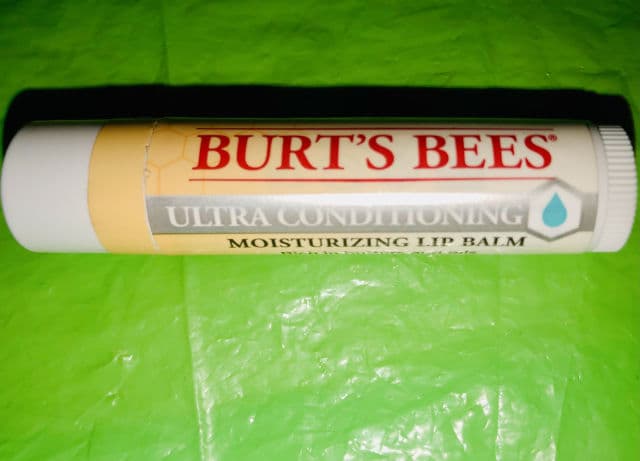 BURT'S BEES®
ULTRA CONDITIONING
MOISTURIZING LIP BALM